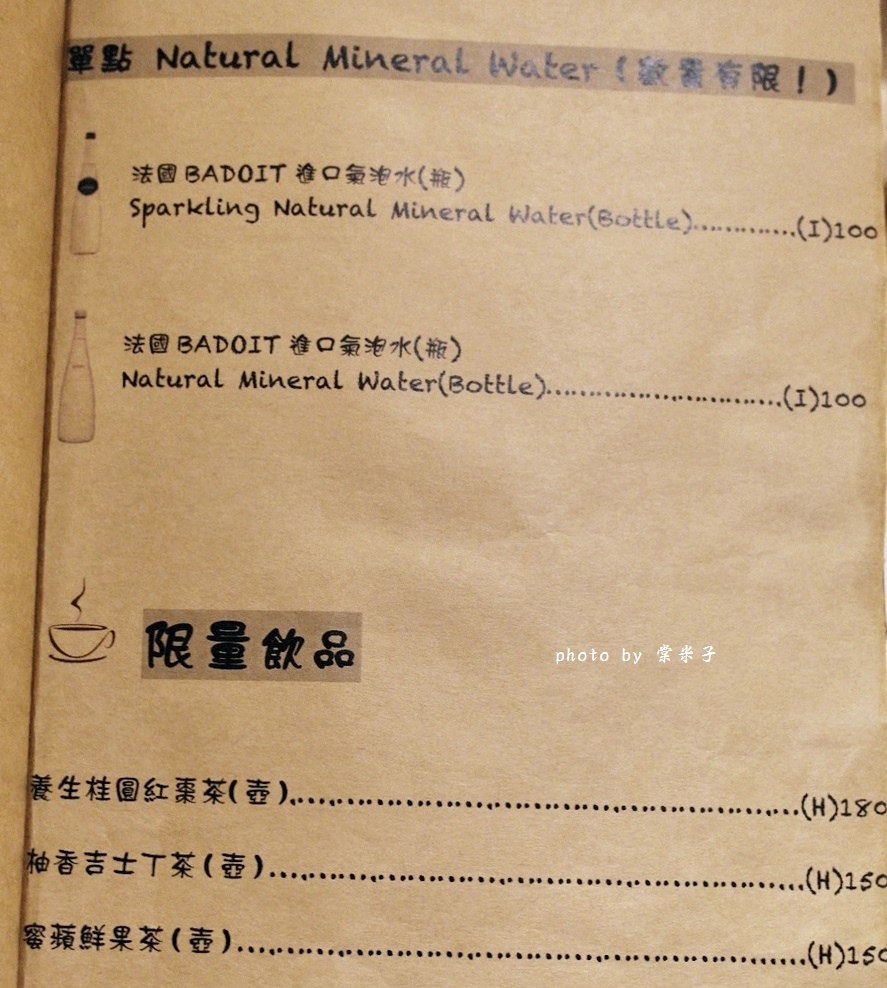 單點 Natural Mineral Water (數量有限！)
法國BADOIT進口氣泡水(瓶)
Sparkling Natural Mineral Water(Bottle).............(I)100
法國BADOIT進口氣泡水(瓶)
Natural Mineral Water(Bottle).............................(I)100
限量飲品
photo by 棠米子
養生桂圓紅棗茶(壺)..................................................(H)180
柚香吉士丁茶(壺).....................................................(H)150
蜜蘋鮮果茶(壺)........................................................(H)150